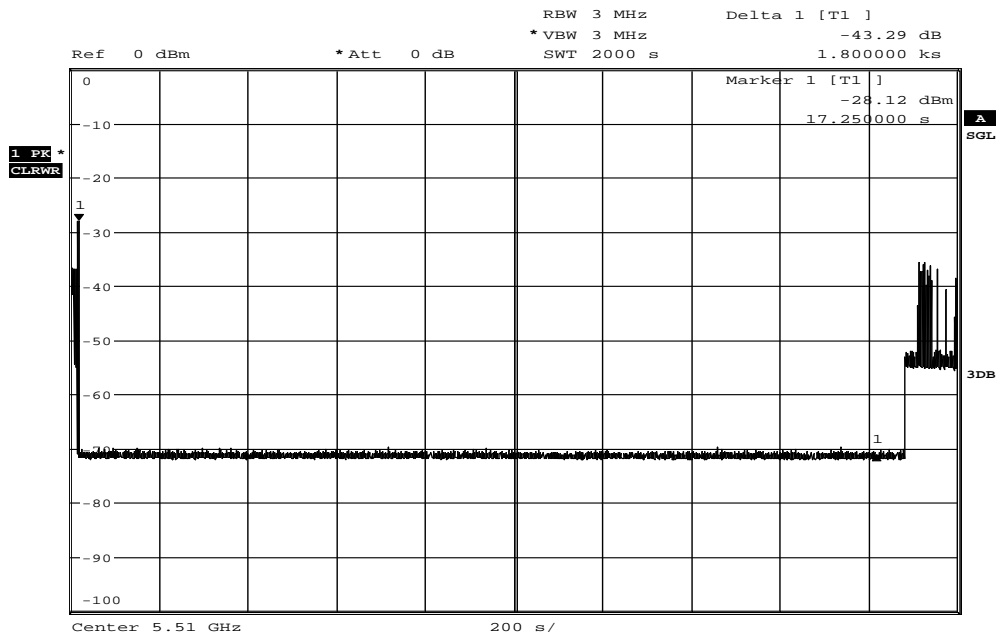 RBW 3 MHz Delta 1 [T1 ]
*VBW 3 MHz -43.29 dB
Ref 0 dBm *Att 0 dB SWT 2000 s 1.800000 ks
0 Marker 1 [T1 ]
-28.12 dBm
17.250000 s
-10
A
SGL
1 PK *
CLRWR
-20
1
-30
-40
-50
3DB
-60
1
-70
-80
-90
-100
Center 5.51 GHz 200 s/